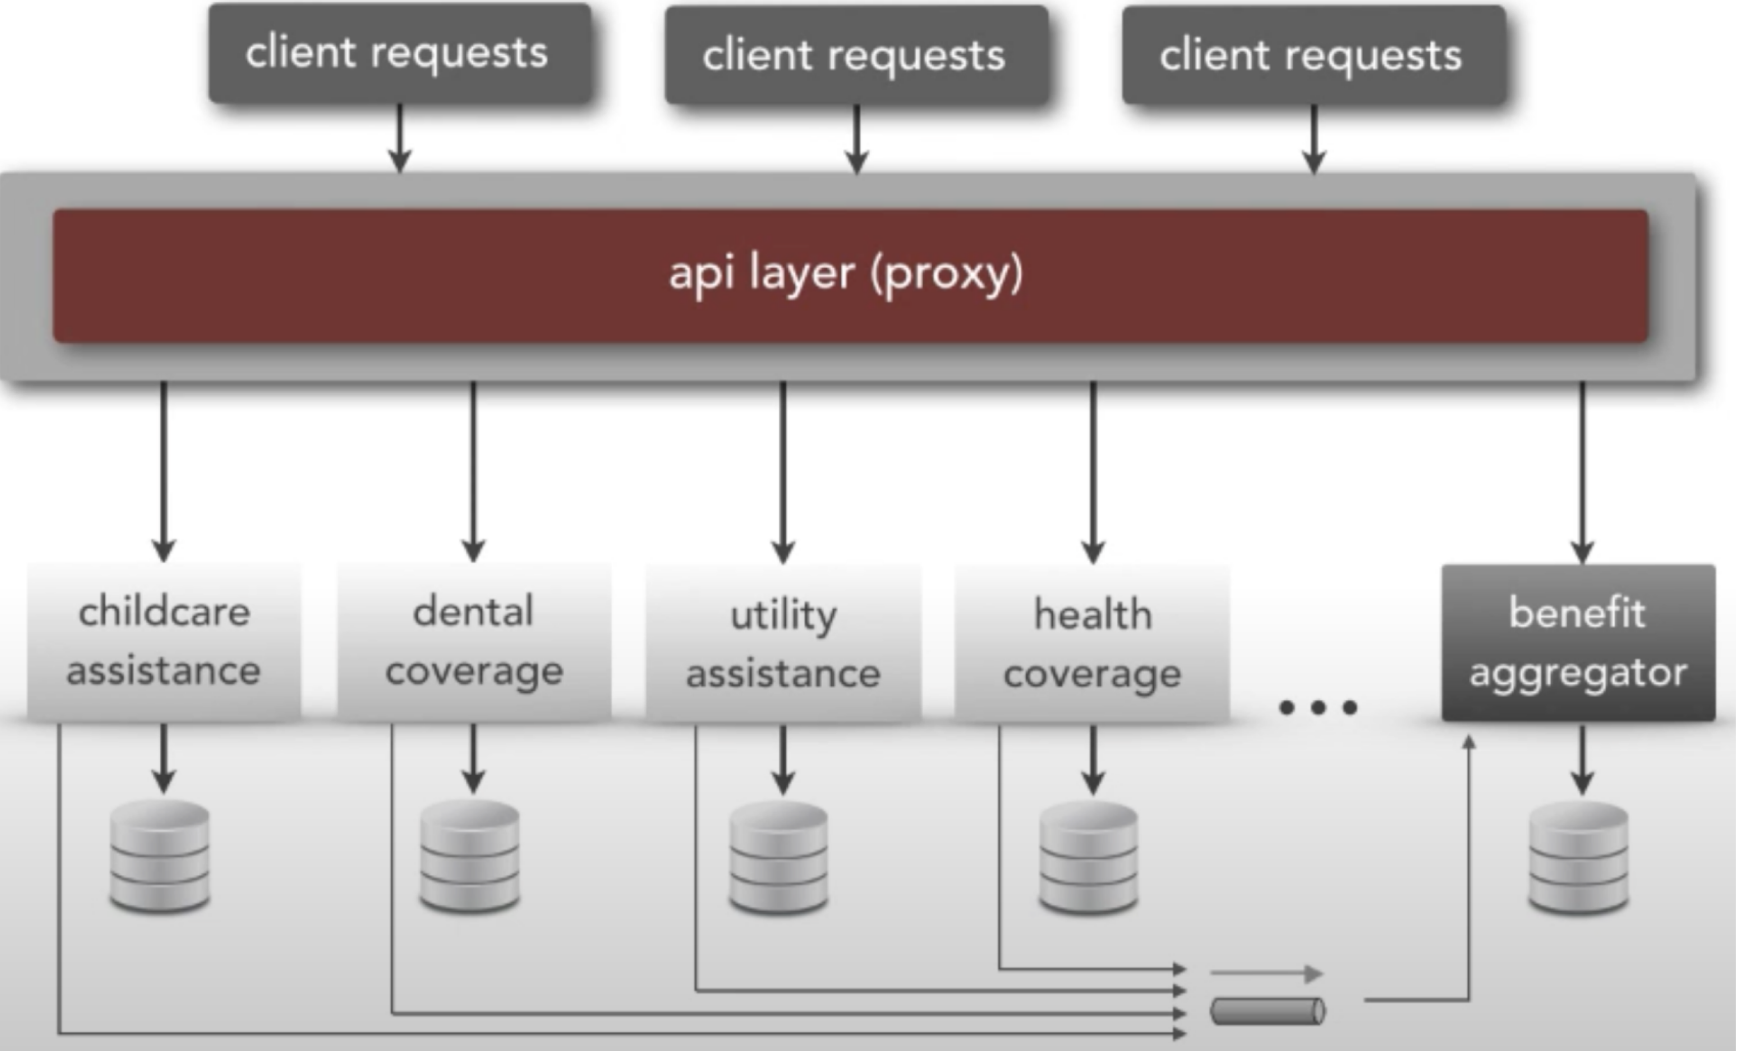 client requests
client requests
client requests
api layer (proxy)
childcare
assistance
dental
coverage
utility
assistance
health
coverage
...
benefit
aggregator